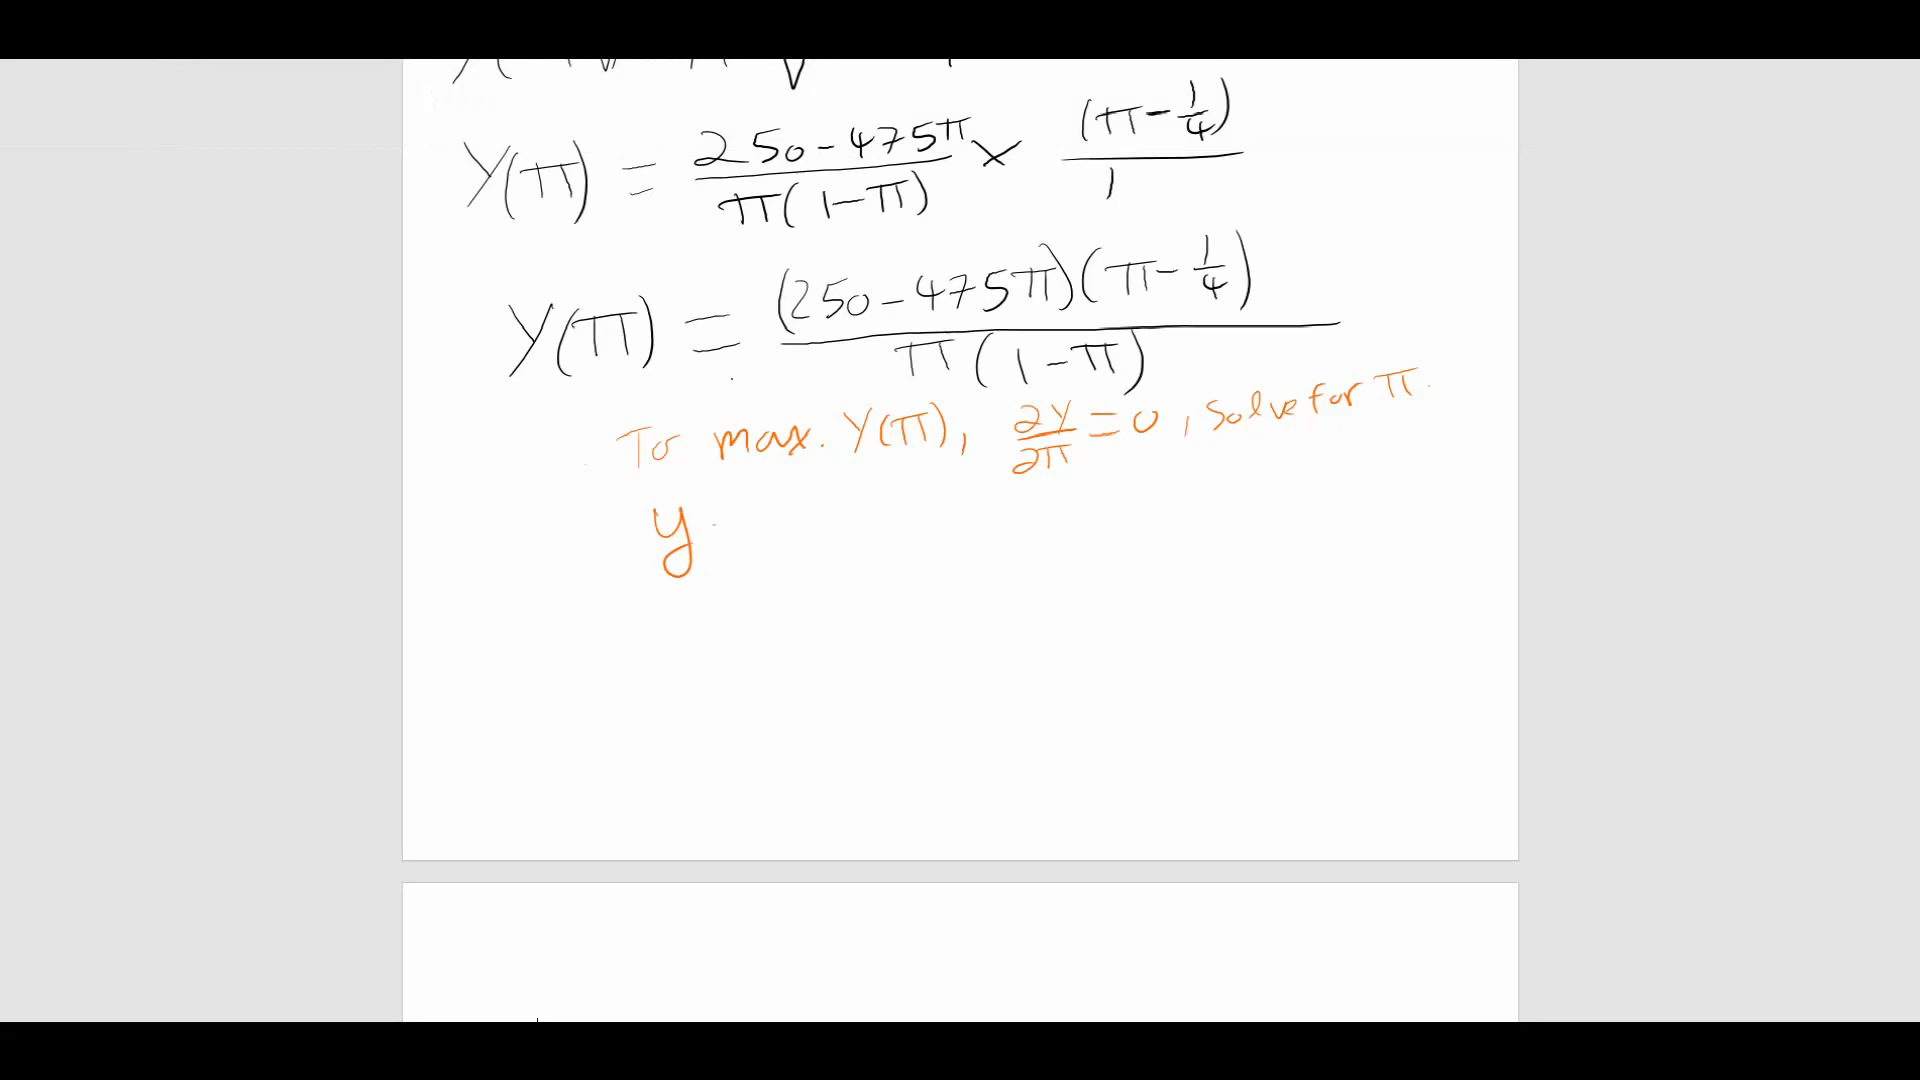 Y(π) = 250-475π / π(1-π) × (π-1/4) / 1
Y(π) = (250-475π)(π-1/4) / π(1-π)
To max. Y(π), ∂Y/∂π = 0, solve for π.
y